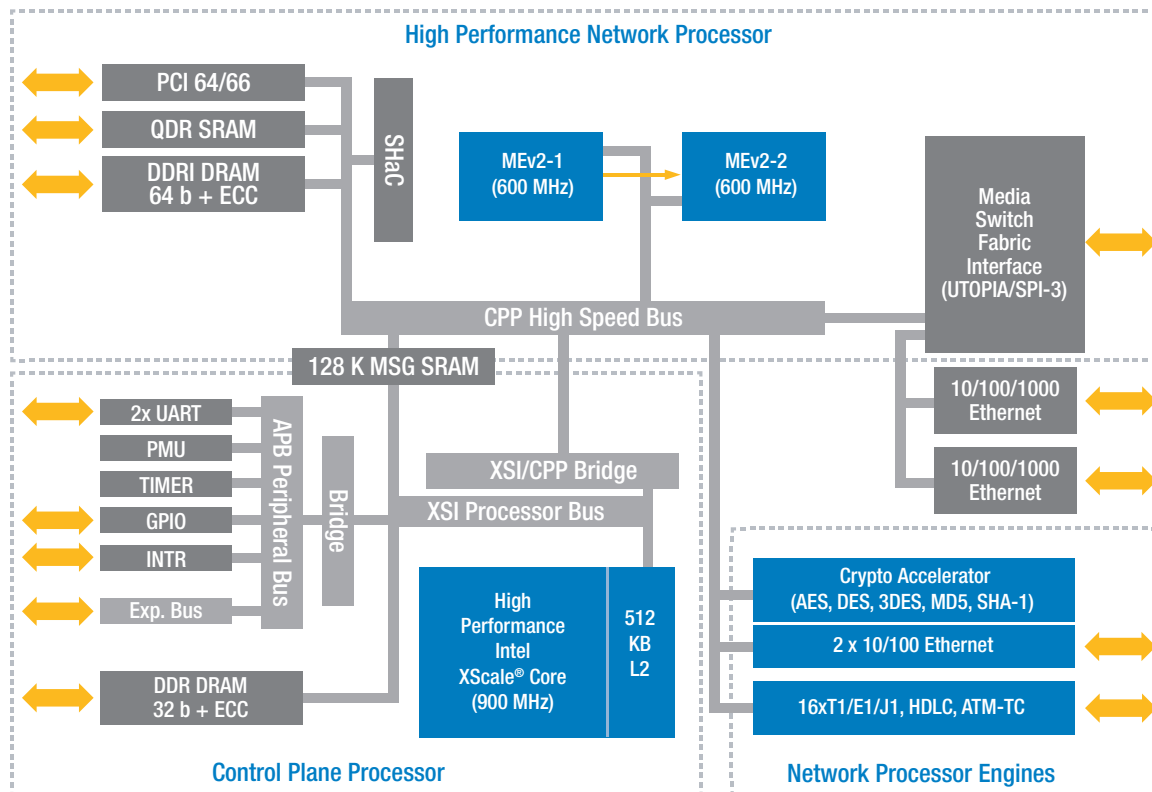 High Performance Network Processor
PCI 64/66
QDR SRAM
DDRI DRAM
64 b + ECC
SHaC
MEv2-1
(600 MHz)
MEv2-2
(600 MHz)
Media
Switch
Fabric
Interface
(UTOPIA/SPI-3)
CPP High Speed Bus
128 K MSG SRAM
10/100/1000
Ethernet
10/100/1000
Ethernet
2x UART
PMU
TIMER
GPIO
INTR
Exp. Bus
APB Peripheral Bus
Bridge
XSI/CPP Bridge
XSI Processor Bus
High
Performance
Intel
XScale® Core
(900 MHz)
512
KB
L2
DDR DRAM
32 b + ECC
Control Plane Processor
Crypto Accelerator
(AES, DES, 3DES, MD5, SHA-1)
2 x 10/100 Ethernet
16xT1/E1/J1, HDLC, ATM-TC
Network Processor Engines